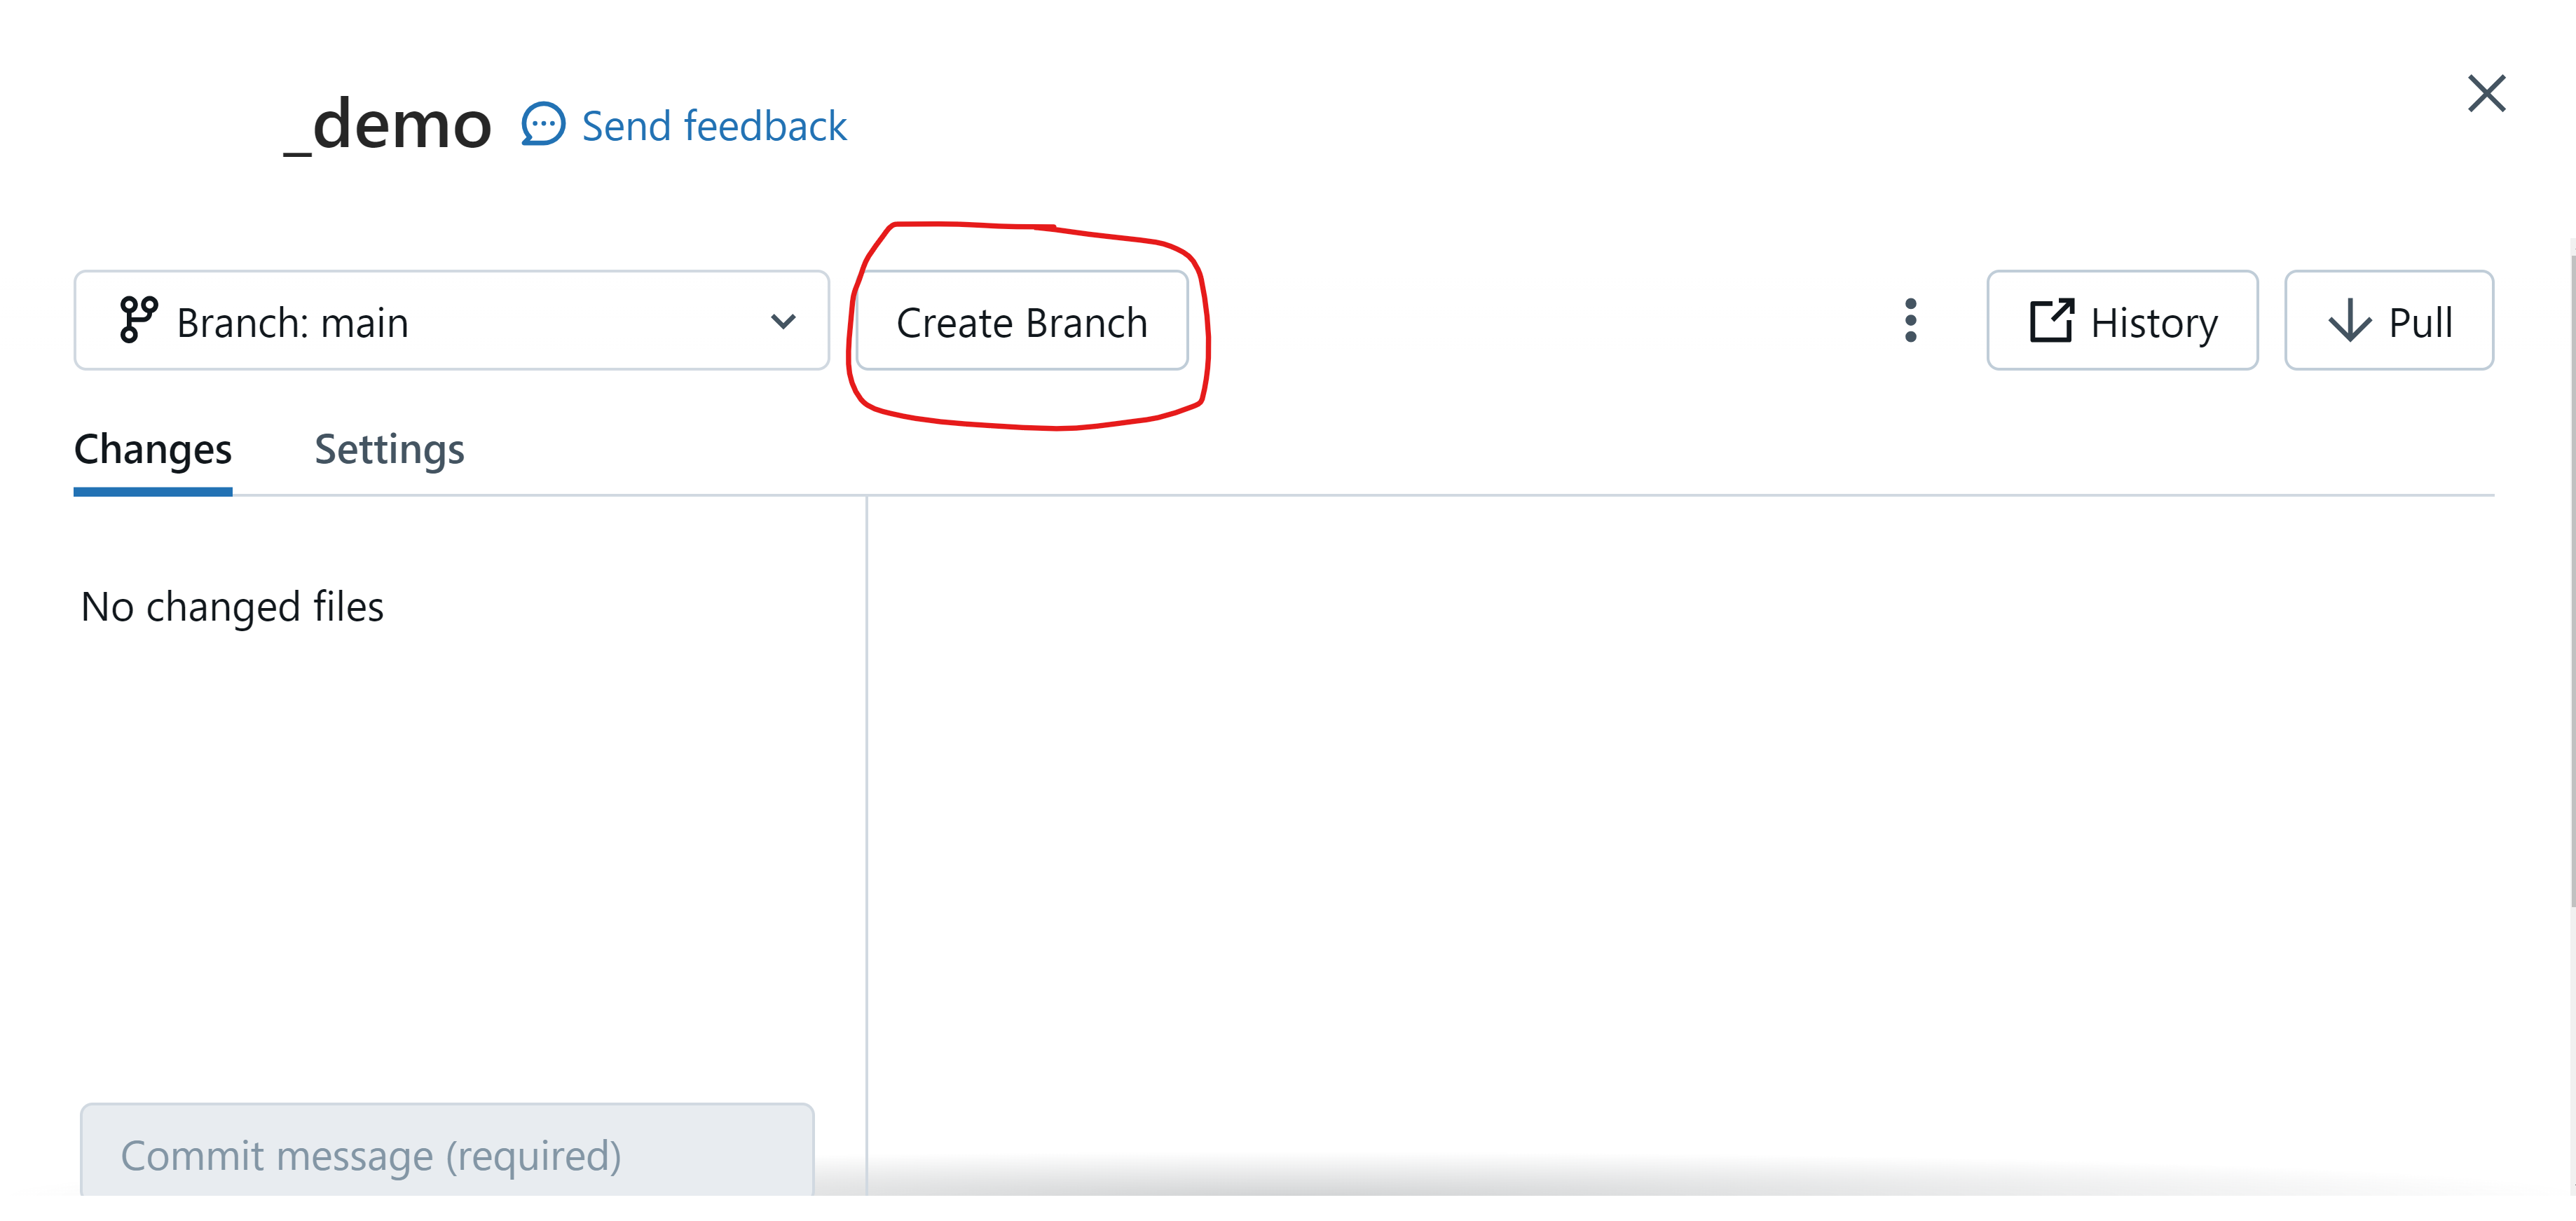 _demo Send feedback
Branch: main Create Branch History Pull
Changes Settings
No changed files
Commit message (required)